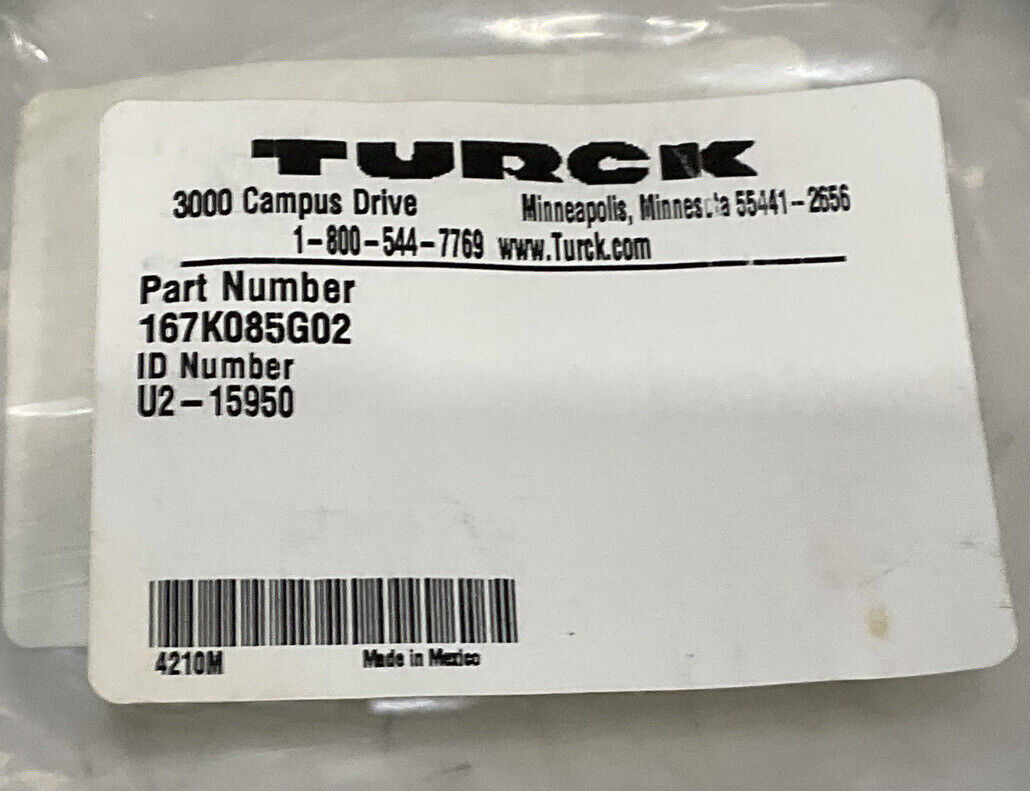 TURCK
3000 Campus Drive Minneapolis, Minnesota 55441-2656
1-800-544-7769 www.Turck.com
Part Number
167K085G02
ID Number
U2-15950
4210M Made in Mexico